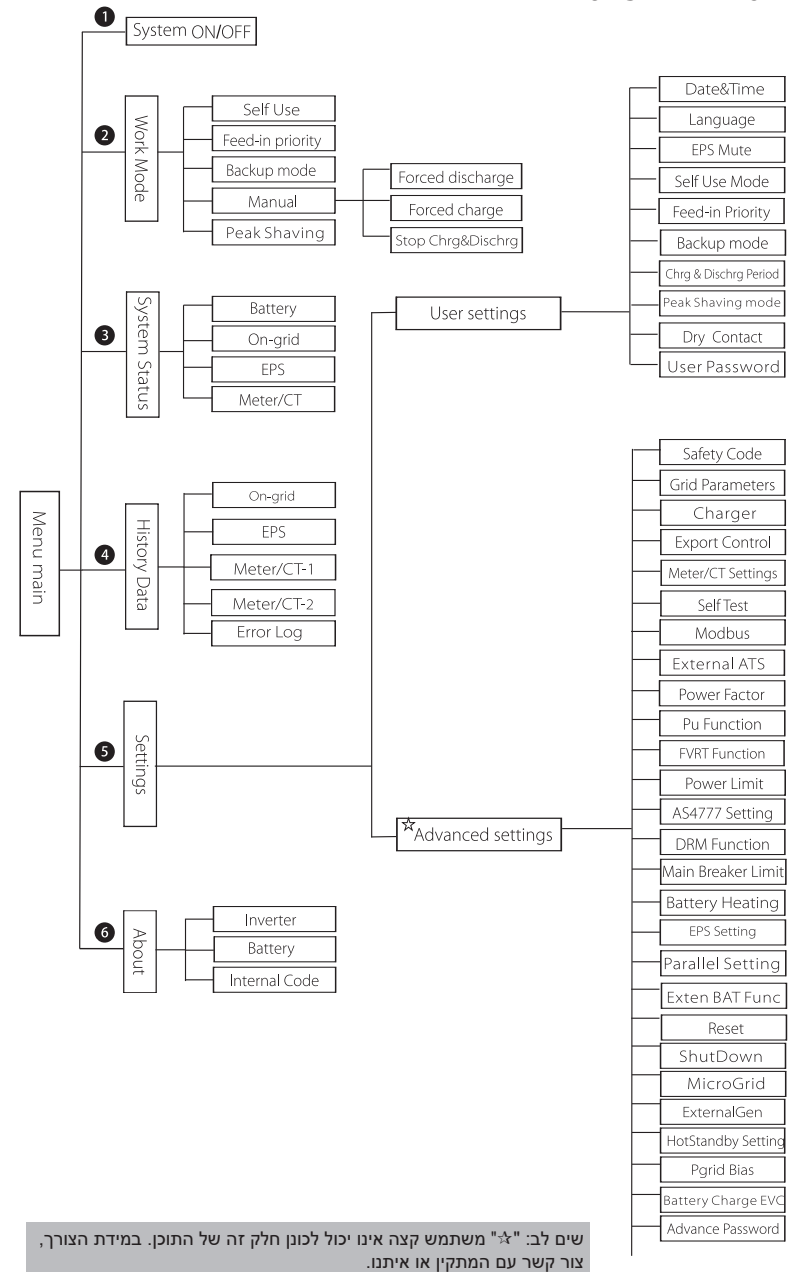 1
System ON/OFF
2
Work Mode
Self Use
Feed-in priority
Backup mode
Manual
Peak Shaving
Forced discharge
Forced charge
Stop Chrg&Dischrg
3
System Status
Battery
On-grid
EPS
Meter/CT
Menu main
4
History Data
On-grid
EPS
Meter/CT-1
Meter/CT-2
Error Log
5
Settings
User settings
Date&Time
Language
EPS Mute
Self Use Mode
Feed-in Priority
Backup mode
Chrg & Dischrg Period
Peak Shaving mode
Dry Contact
User Password
☆Advanced settings
Safety Code
Grid Parameters
Charger
Export Control
Meter/CT Settings
Self Test
Modbus
External ATS
Power Factor
Pu Function
FVRT Function
Power Limit
AS4777 Setting
DRM Function
Main Breaker Limit
Battery Heating
EPS Setting
Parallel Setting
Exten BAT Func
Reset
ShutDown
MicroGrid
ExternalGen
HotStandby Setting
Pgrid Bias
Battery Charge EVC
Advance Password
6
About
Inverter
Battery
Internal Code
שים לב: "☆" משתמש קצה אינו יכול לכונן חלק זה של התוכן. במידת הצורך,
צור קשר עם המתקין או איתנו.